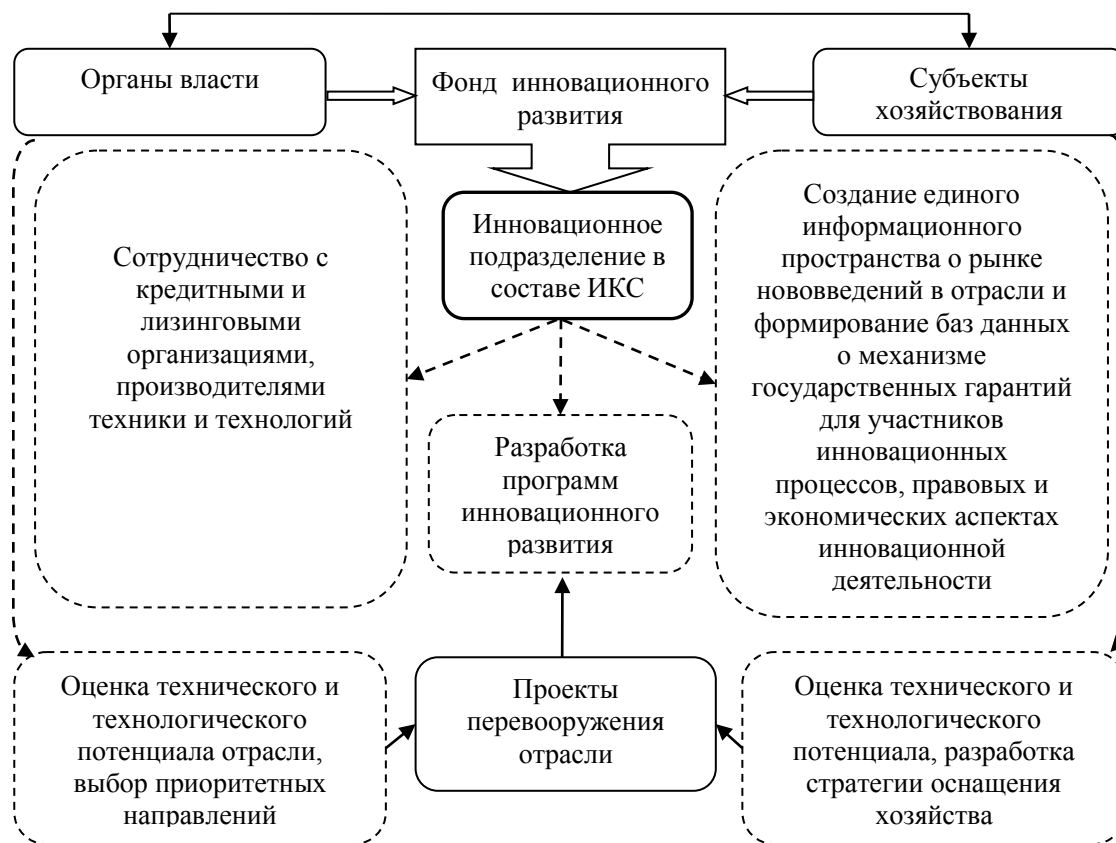 Органы власти
Фонд инновационного
развития
Субъекты
хозяйствования
Инновационное
подразделение в
составе ИКС
Сотрудничество с
кредитными и
лизинговыми
организациями,
производителями
техники и технологий
Создание единого
информационного
пространства о рынке
нововведений в отрасли и
формирование баз данных
о механизме
государственных гарантий
для участников
инновационных
процессов, правовых и
экономических аспектах
инновационной
деятельности
Разработка
программ
инновационного
развития
Оценка технического и
технологического
потенциала отрасли,
выбор приоритетных
направлений
Проекты
перевооружения
отрасли
Оценка технического и
технологического
потенциала, разработка
стратегии оснащения
хозяйства